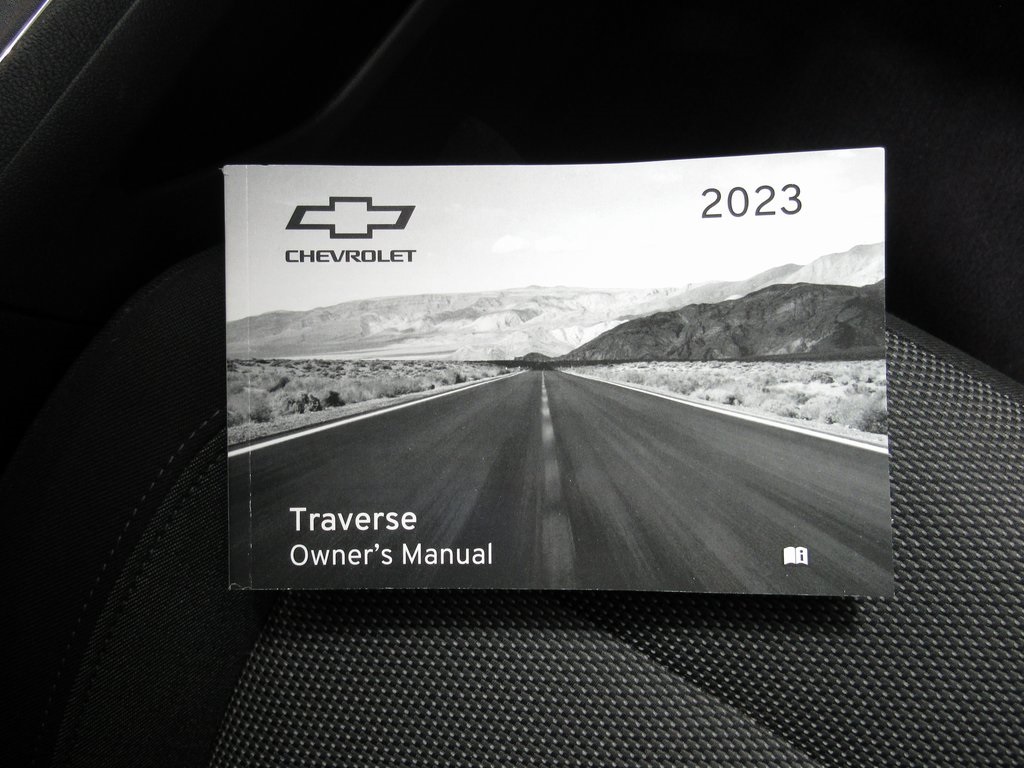 CHEVROLET
2023
Traverse
Owner's Manual